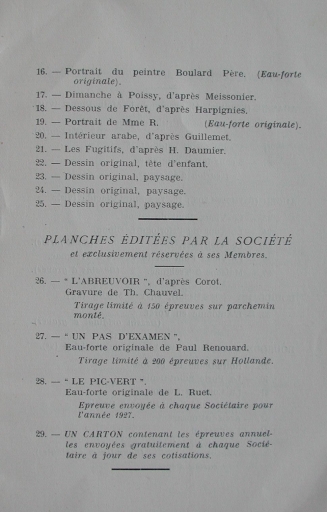 16. — Portrait du peintre Boulard Père. (Eau-forte
originale).
17. — Dimanche à Poissy, d'après Meissonier.
18. — Dessous de Forêt, d'après Harpignies.
19. — Portrait de Mme R. (Eau-forte originale).
20. — Intérieur arabe, d'après Guillemet.
21. — Les Fugitifs, d'après H. Daumier.
22. — Dessin original, tête d'enfant.
23. — Dessin original, paysage.
24. — Dessin original, paysage.
25. — Dessin original, paysage.
PLANCHES ÉDITÉES PAR LA SOCIÉTÉ
et exclusivement réservées à ses Membres.
26. — " L'ABREUVOIR ", d'après Corot.
Gravure de Th. Chauvel.
Tirage limité à 150 épreuves sur parchemin
monté.
27. — " UN PAS D'EXAMEN ",
Eau-forte originale de Paul Renouard.
Tirage limité à 200 épreuves sur Hollande.
28. — " LE PIC-VERT ".
Eau-forte originale de L. Ruet.
Epreuve envoyée à chaque Sociétaire pour
l'année 1927.
29. — UN CARTON contenant les épreuves annuel-
les envoyées gratuitement à chaque Socié-
taire à jour de ses cotisations.